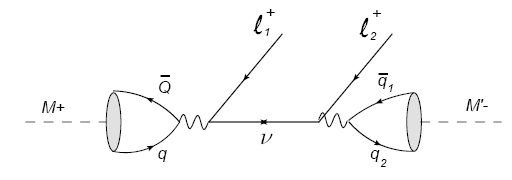 ℓ₁⁺ ℓ₂⁺
Q̄ q̄₁
M+ M'-
ν
q q₂